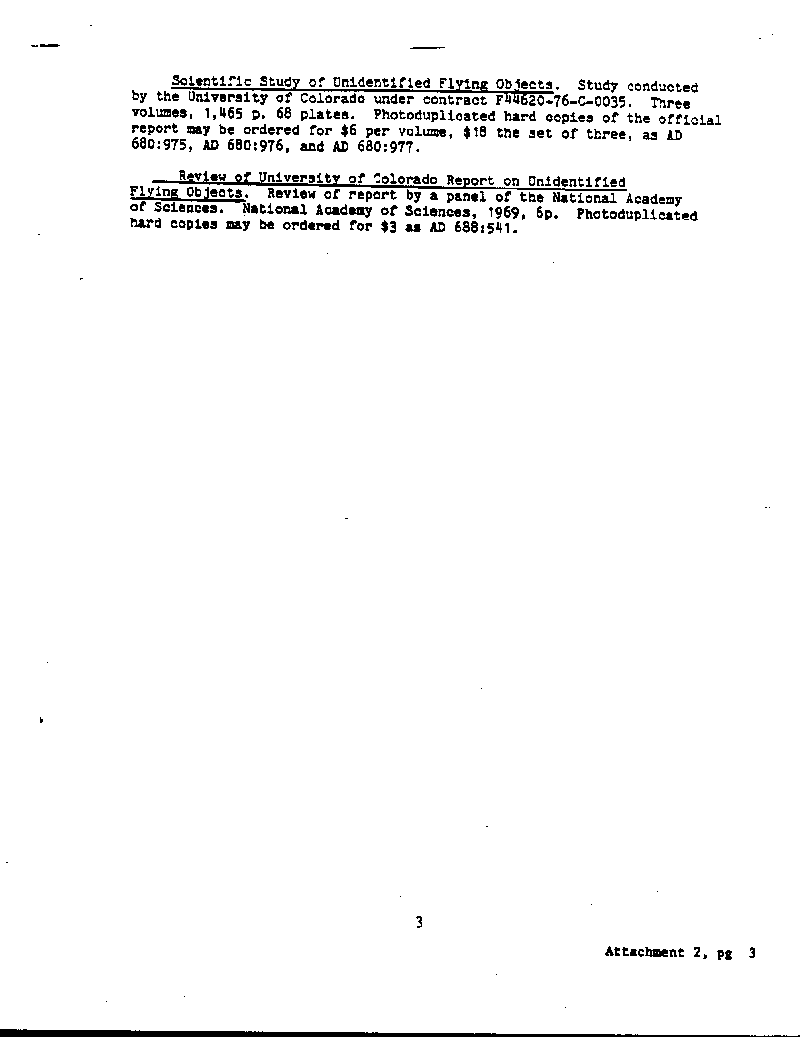 Scientific Study of Unidentified Flying Objects. Study conducted
by the University of Colorado under contract F44620-76-C-0035. Three
volumes, 1,465 p. 68 plates. Photoduplicated hard copies of the official
report may be ordered for $6 per volume, $18 the set of three, as AD
680:975, AD 680:976, and AD 680:977.
Review of University of Colorado Report on Unidentified
Flying Objects. Review of report by a panel of the National Academy
of Sciences. National Academy of Sciences, 1969, 6p. Photoduplicated
hard copies may be ordered for $3 as AD 688:541.
3
Attachment 2, pg 3